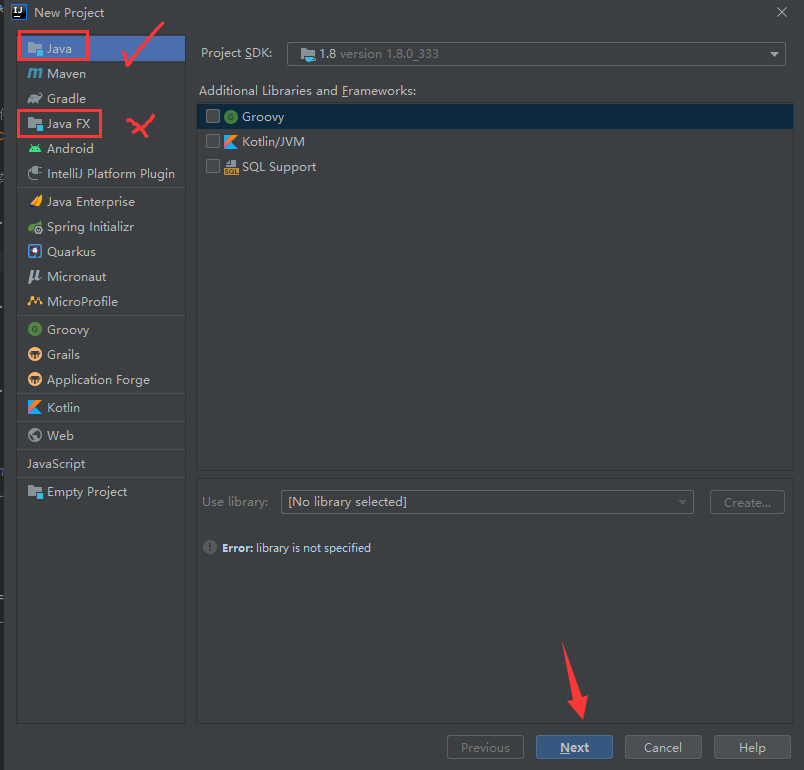 New Project
Java
Maven
Gradle
Java FX
Android
IntelliJ Platform Plugin
Java Enterprise
Spring Initializr
Quarkus
Micronaut
MicroProfile
Groovy
Grails
Application Forge
Kotlin
Web
JavaScript
Empty Project
Project SDK: 1.8 version 1.8.0_333
Additional Libraries and Frameworks:
Groovy
Kotlin/JVM
SQL Support
Use library: [No library selected] Create...
Error: library is not specified
Previous Next Cancel Help